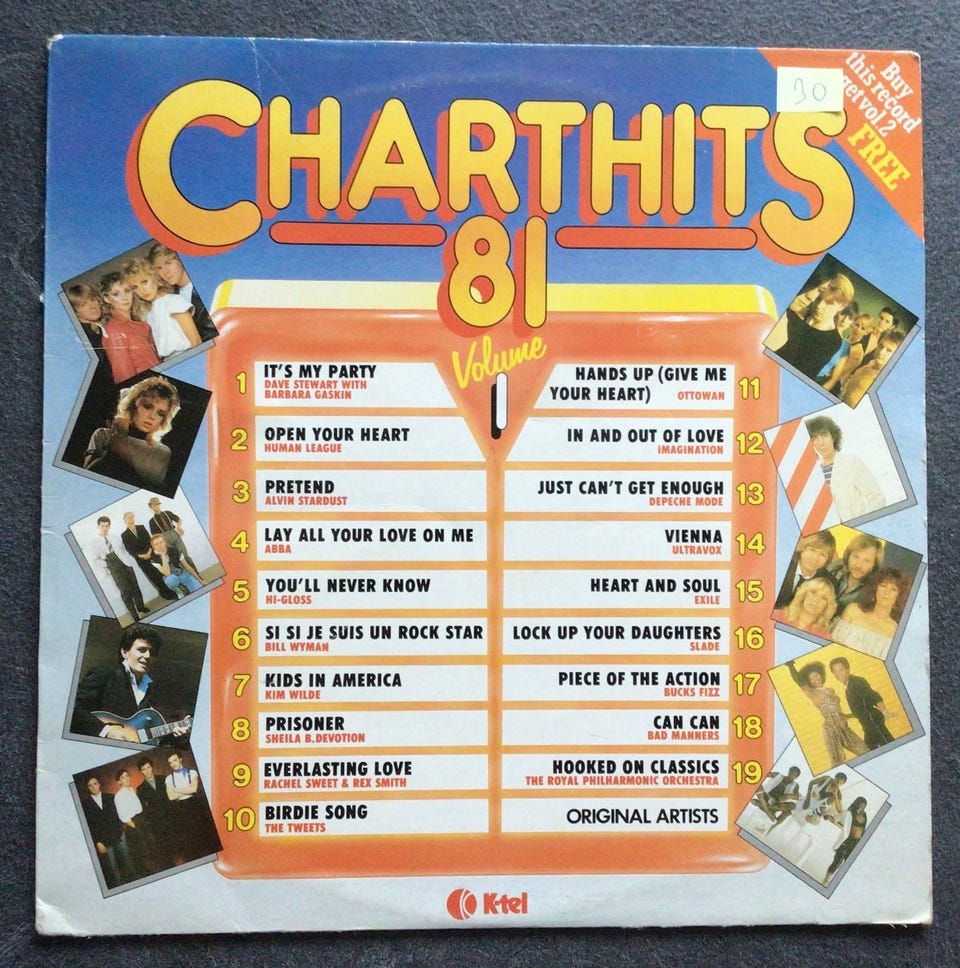 Buy
this record
get vol 2
FREE
30
CHARTHITS
81
Volume
1
1 IT'S MY PARTY
DAVE STEWART WITH
BARBARA GASKIN
2 OPEN YOUR HEART
HUMAN LEAGUE
3 PRETEND
ALVIN STARDUST
4 LAY ALL YOUR LOVE ON ME
ABBA
5 YOU'LL NEVER KNOW
HI-GLOSS
6 SI SI JE SUIS UN ROCK STAR
BILL WYMAN
7 KIDS IN AMERICA
KIM WILDE
8 PRISONER
SHEILA B.DEVOTION
9 EVERLASTING LOVE
RACHEL SWEET & REX SMITH
10 BIRDIE SONG
THE TWEETS
HANDS UP (GIVE ME 11
YOUR HEART) OTTOWAN
IN AND OUT OF LOVE 12
IMAGINATION
JUST CAN'T GET ENOUGH 13
DEPECHE MODE
VIENNA 14
ULTRAVOX
HEART AND SOUL 15
EXILE
LOCK UP YOUR DAUGHTERS 16
SLADE
PIECE OF THE ACTION 17
BUCKS FIZZ
CAN CAN 18
BAD MANNERS
HOOKED ON CLASSICS 19
THE ROYAL PHILHARMONIC ORCHESTRA
ORIGINAL ARTISTS
K-tel